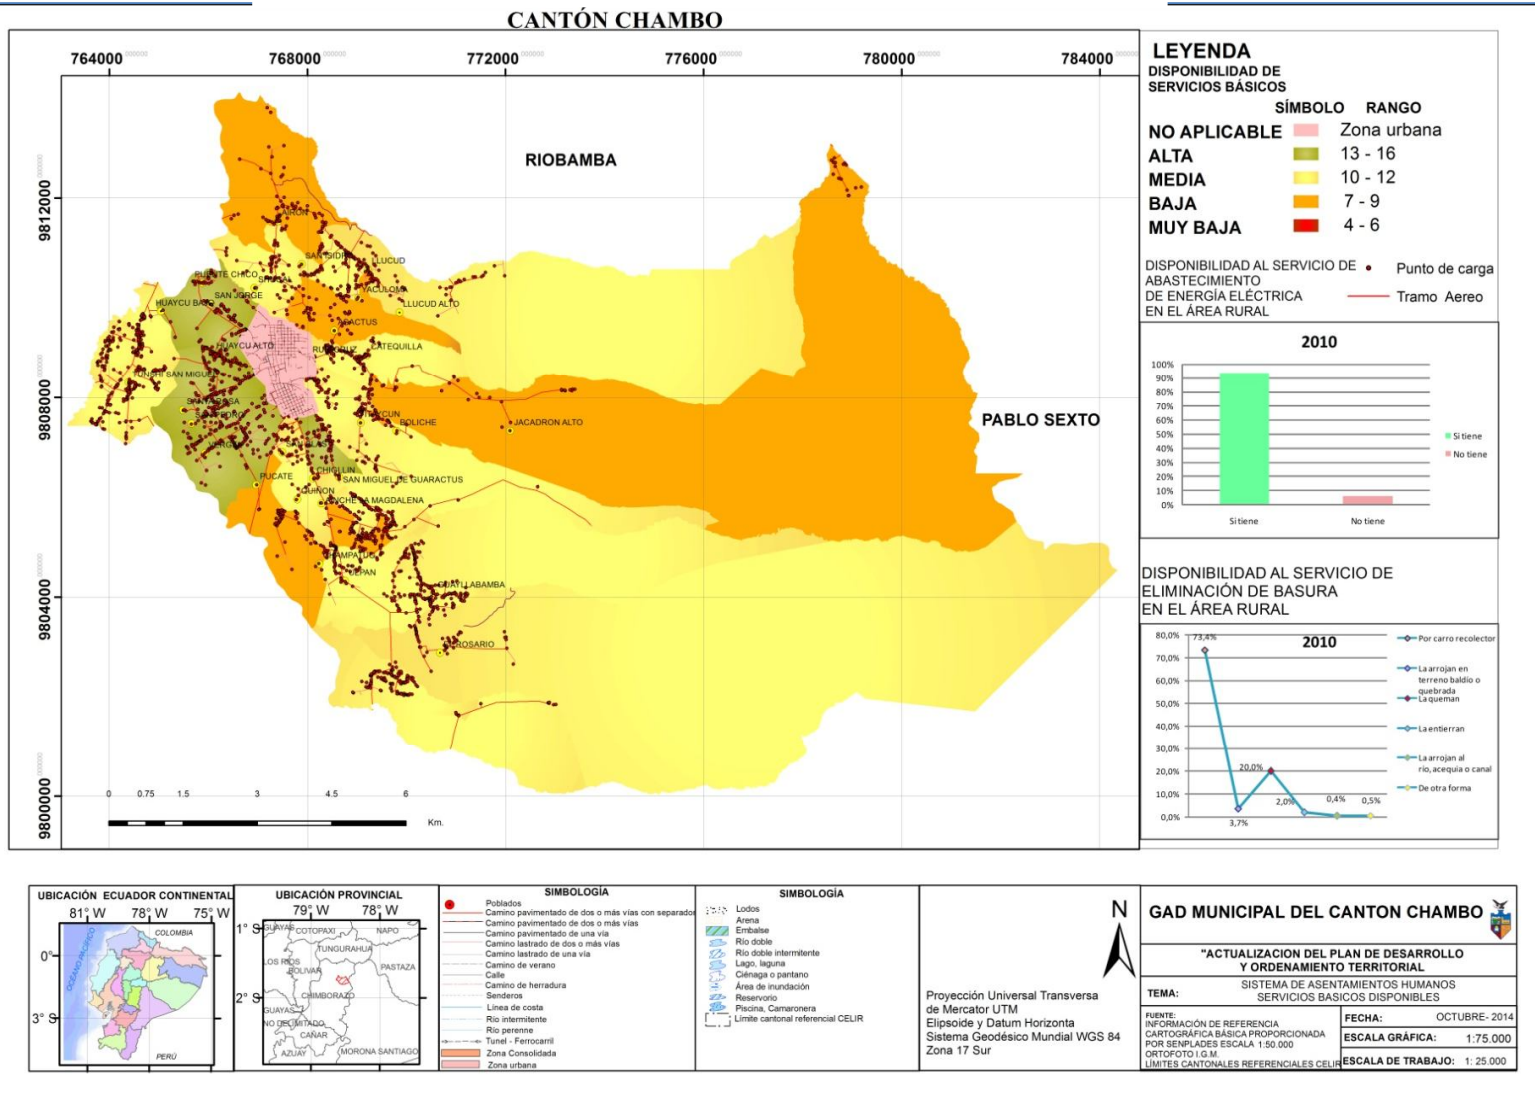 CANTÓN CHAMBO
764000
768000
772000
776000
780000
784000
9812000
9808000
9804000
9800000
RIOBAMBA
PABLO SEXTO
AIRON
SAN ISIDRO
LLUCUD
PUENTE CHICO
SAN JORGE
HUAYCU BAJO
LLUCUD ALTO
HUAYCU ALTO
CATEQUILLA
TUNSHI SAN MIGUEL
SANTA ROSA
SAN PEDRO
BOLICHE
JACADRON ALTO
CHIGLLIN
PUCATE
SAN MIGUEL DE GUARACTUS
LA MAGDALENA
GUAYLLABAMBA
ROSARIO
0 0.75 1.5 3 4.5 6
Km.
LEYENDA
DISPONIBILIDAD DE
SERVICIOS BÁSICOS
SÍMBOLO RANGO
NO APLICABLE Zona urbana
ALTA 13 - 16
MEDIA 10 - 12
BAJA 7 - 9
MUY BAJA 4 - 6
DISPONIBILIDAD AL SERVICIO DE
ABASTECIMIENTO
DE ENERGÍA ELÉCTRICA
EN EL ÁREA RURAL
Punto de carga
Tramo Aereo
2010
100%
90%
80%
70%
60%
50%
40%
30%
20%
10%
0%
Si tiene
No tiene
Si tiene
No tiene
DISPONIBILIDAD AL SERVICIO DE
ELIMINACIÓN DE BASURA
EN EL ÁREA RURAL
2010
80,0%
70,0%
60,0%
50,0%
40,0%
30,0%
20,0%
10,0%
0,0%
73,4%
3,7%
20,0%
2,0%
0,4%
0,5%
Por carro recolector
La arrojan en
terreno baldío o
quebrada
La queman
La entierran
La arrojan al
río, acequia o canal
De otra forma
UBICACIÓN ECUADOR CONTINENTAL
81° W 78° W 75° W
0°
3° S
OCÉANO PACÍFICO
COLOMBIA
PERÚ
UBICACIÓN PROVINCIAL
79° W 78° W
1° S
2° S
GUAYAS
COTOPAXI
NAPO
TUNGURAHUA
LOS RÍOS
BOLIVAR
PASTAZA
CHIMBORAZO
GUAYAS
NO DELIMITADO
CAÑAR
AZUAY
MORONA SANTIAGO
SIMBOLOGÍA
Poblados
Camino pavimentado de dos o más vías con separador
Camino pavimentado de dos o más vías
Camino pavimentado de una vía
Camino lastrado de dos o más vías
Camino lastrado de una vía
Camino de verano
Calle
Camino de herradura
Senderos
Línea de costa
Río intermitente
Río perenne
Tunel - Ferrocarril
Zona Consolidada
Zona urbana
SIMBOLOGÍA
Lodos
Arena
Embalse
Río doble
Río doble intermitente
Lago, laguna
Ciénaga o pantano
Área de inundación
Reservorio
Piscina, Camaronera
Límite cantonal referencial CELIR
N
Proyección Universal Transversa
de Mercator UTM
Elipsoide y Datum Horizonta
Sistema Geodésico Mundial WGS 84
Zona 17 Sur
GAD MUNICIPAL DEL CANTON CHAMBO
"ACTUALIZACION DEL PLAN DE DESARROLLO
Y ORDENAMIENTO TERRITORIAL
TEMA: SISTEMA DE ASENTAMIENTOS HUMANOS
SERVICIOS BASICOS DISPONIBLES
FUENTE:
INFORMACIÓN DE REFERENCIA
CARTOGRÁFICA BÁSICA PROPORCIONADA
POR SENPLADES ESCALA 1:50.000
ORTOFOTO I.G.M.
LÍMITES CANTONALES REFERENCIALES CELIR
FECHA: OCTUBRE- 2014
ESCALA GRÁFICA: 1:75.000
ESCALA DE TRABAJO: 1: 25.000